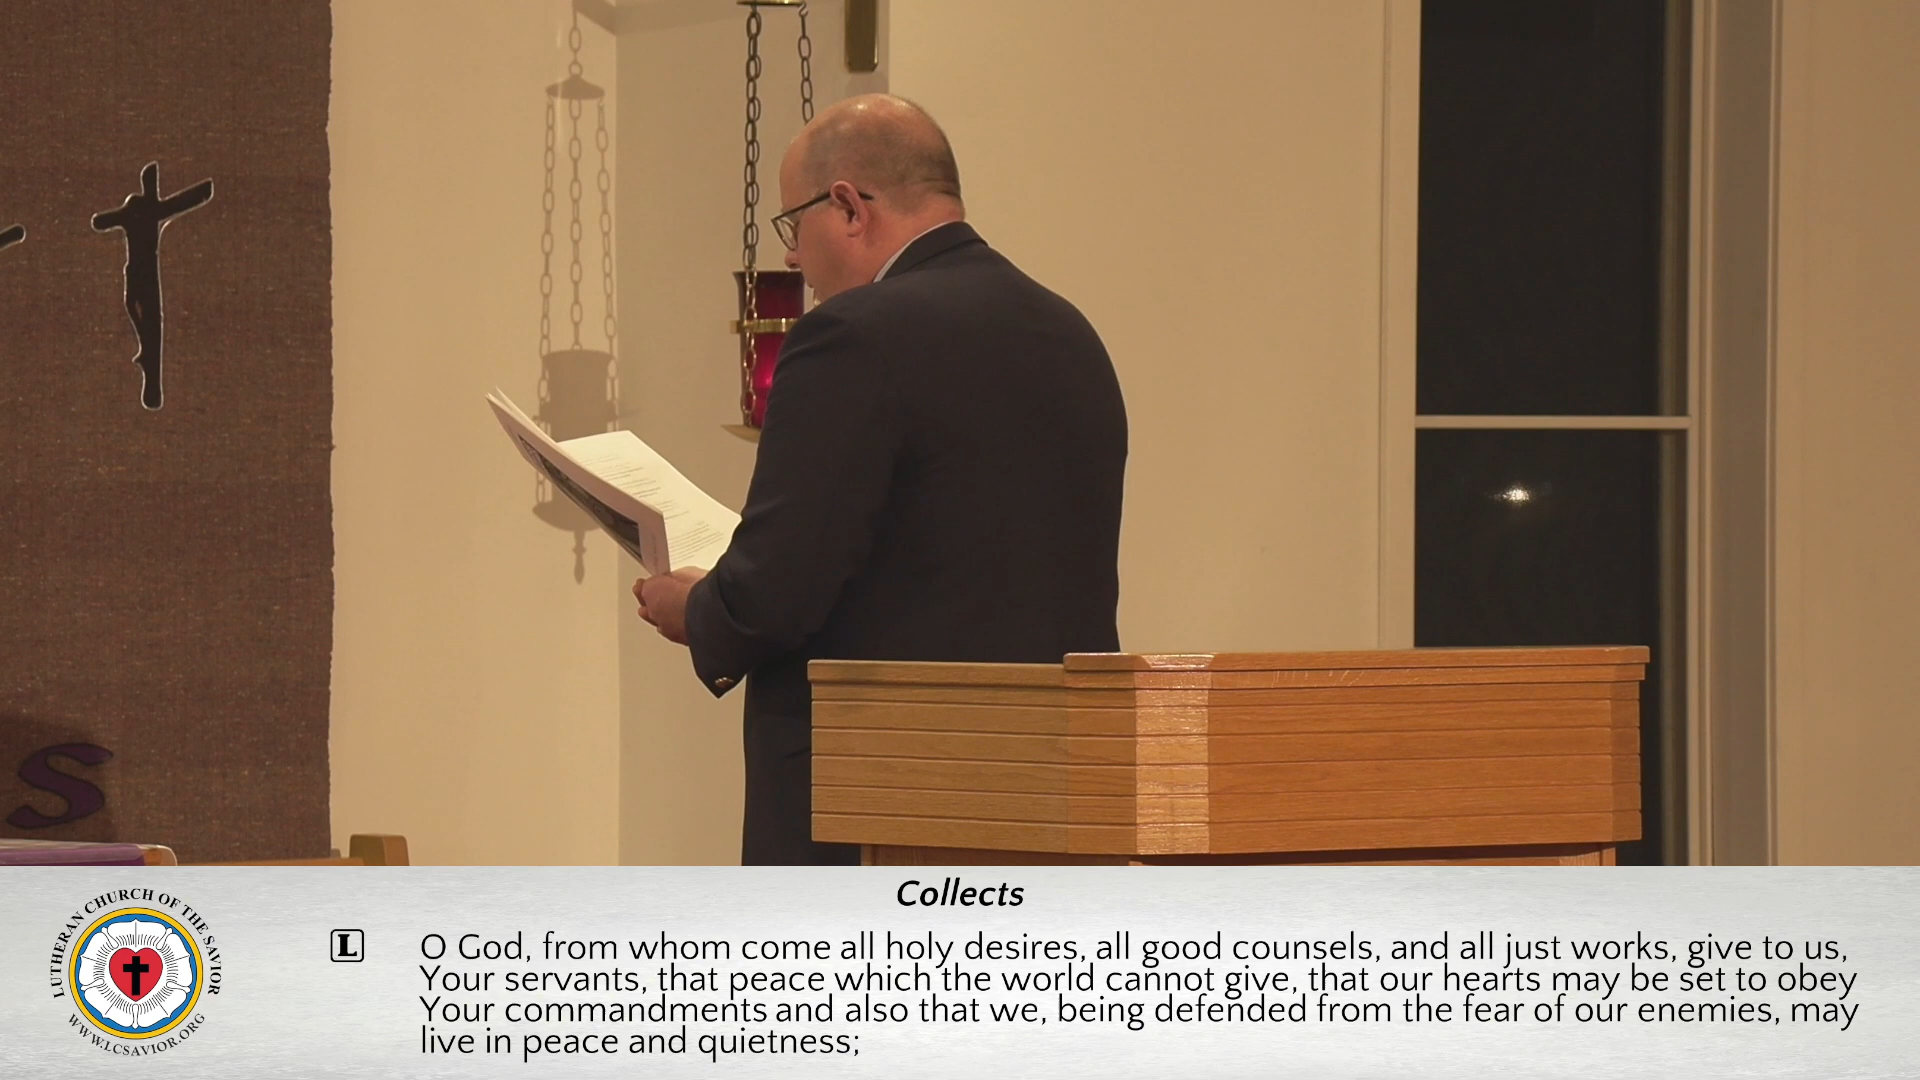 S
Collects
L
O God, from whom come all holy desires, all good counsels, and all just works, give to us,
Your servants, that peace which the world cannot give, that our hearts may be set to obey
Your commandments and also that we, being defended from the fear of our enemies, may
live in peace and quietness;
LUTHERAN CHURCH OF THE SAVIOR
WWW.LCSAVIOR.ORG